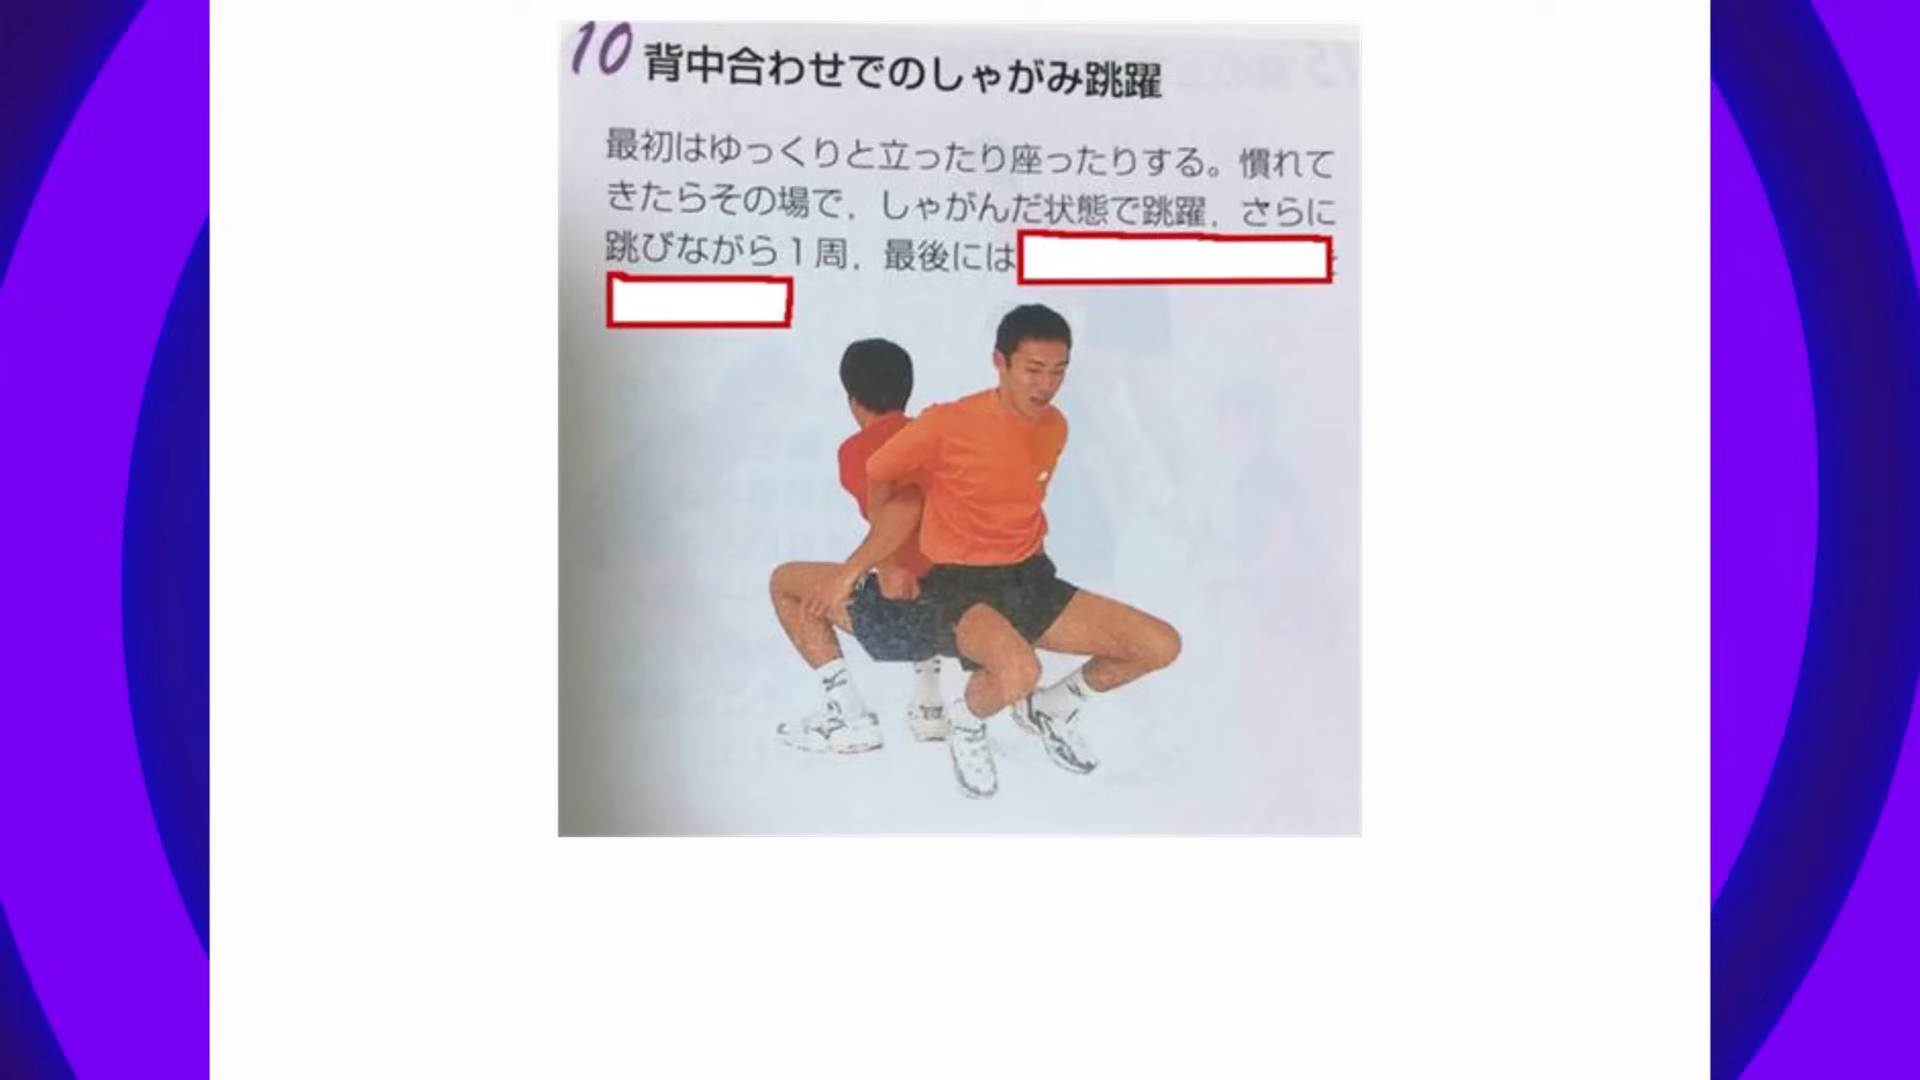 10 背中合わせでのしゃがみ跳躍
最初はゆっくりと立ったり座ったりする。慣れて
きたらその場で，しゃがんだ状態で跳躍，さらに
跳びながら1周，最後には